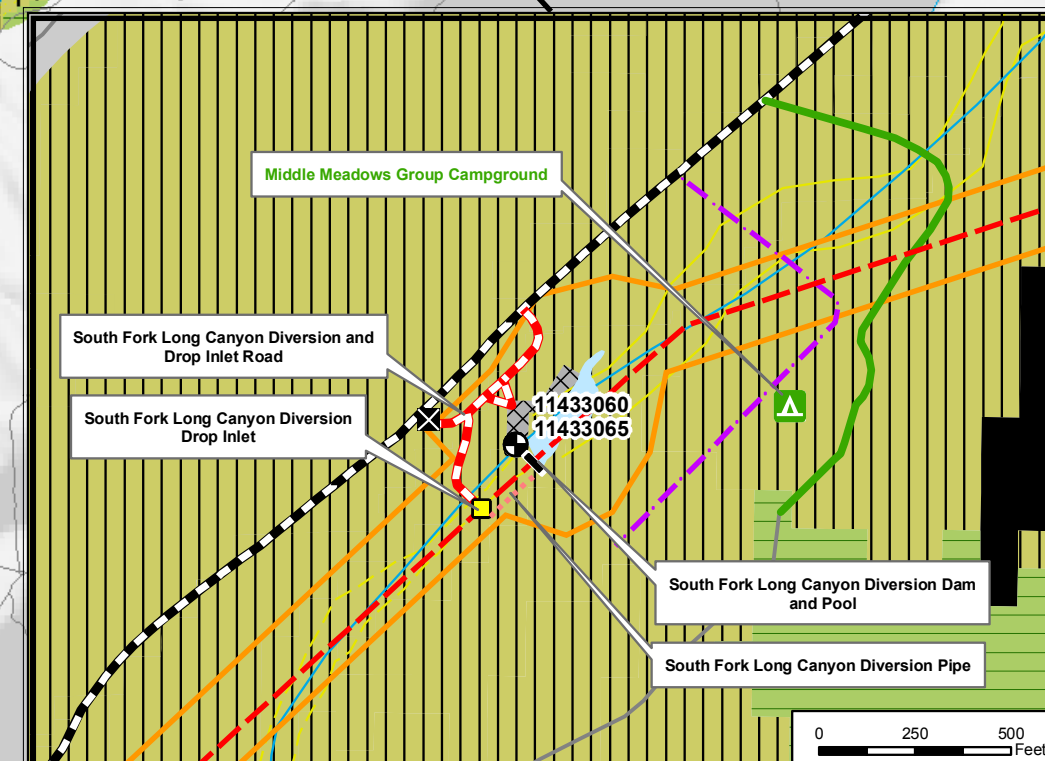 Middle Meadows Group Campground
South Fork Long Canyon Diversion and
Drop Inlet Road
South Fork Long Canyon Diversion
Drop Inlet
11433060
11433065
South Fork Long Canyon Diversion Dam
and Pool
South Fork Long Canyon Diversion Pipe
0 250 500
Feet